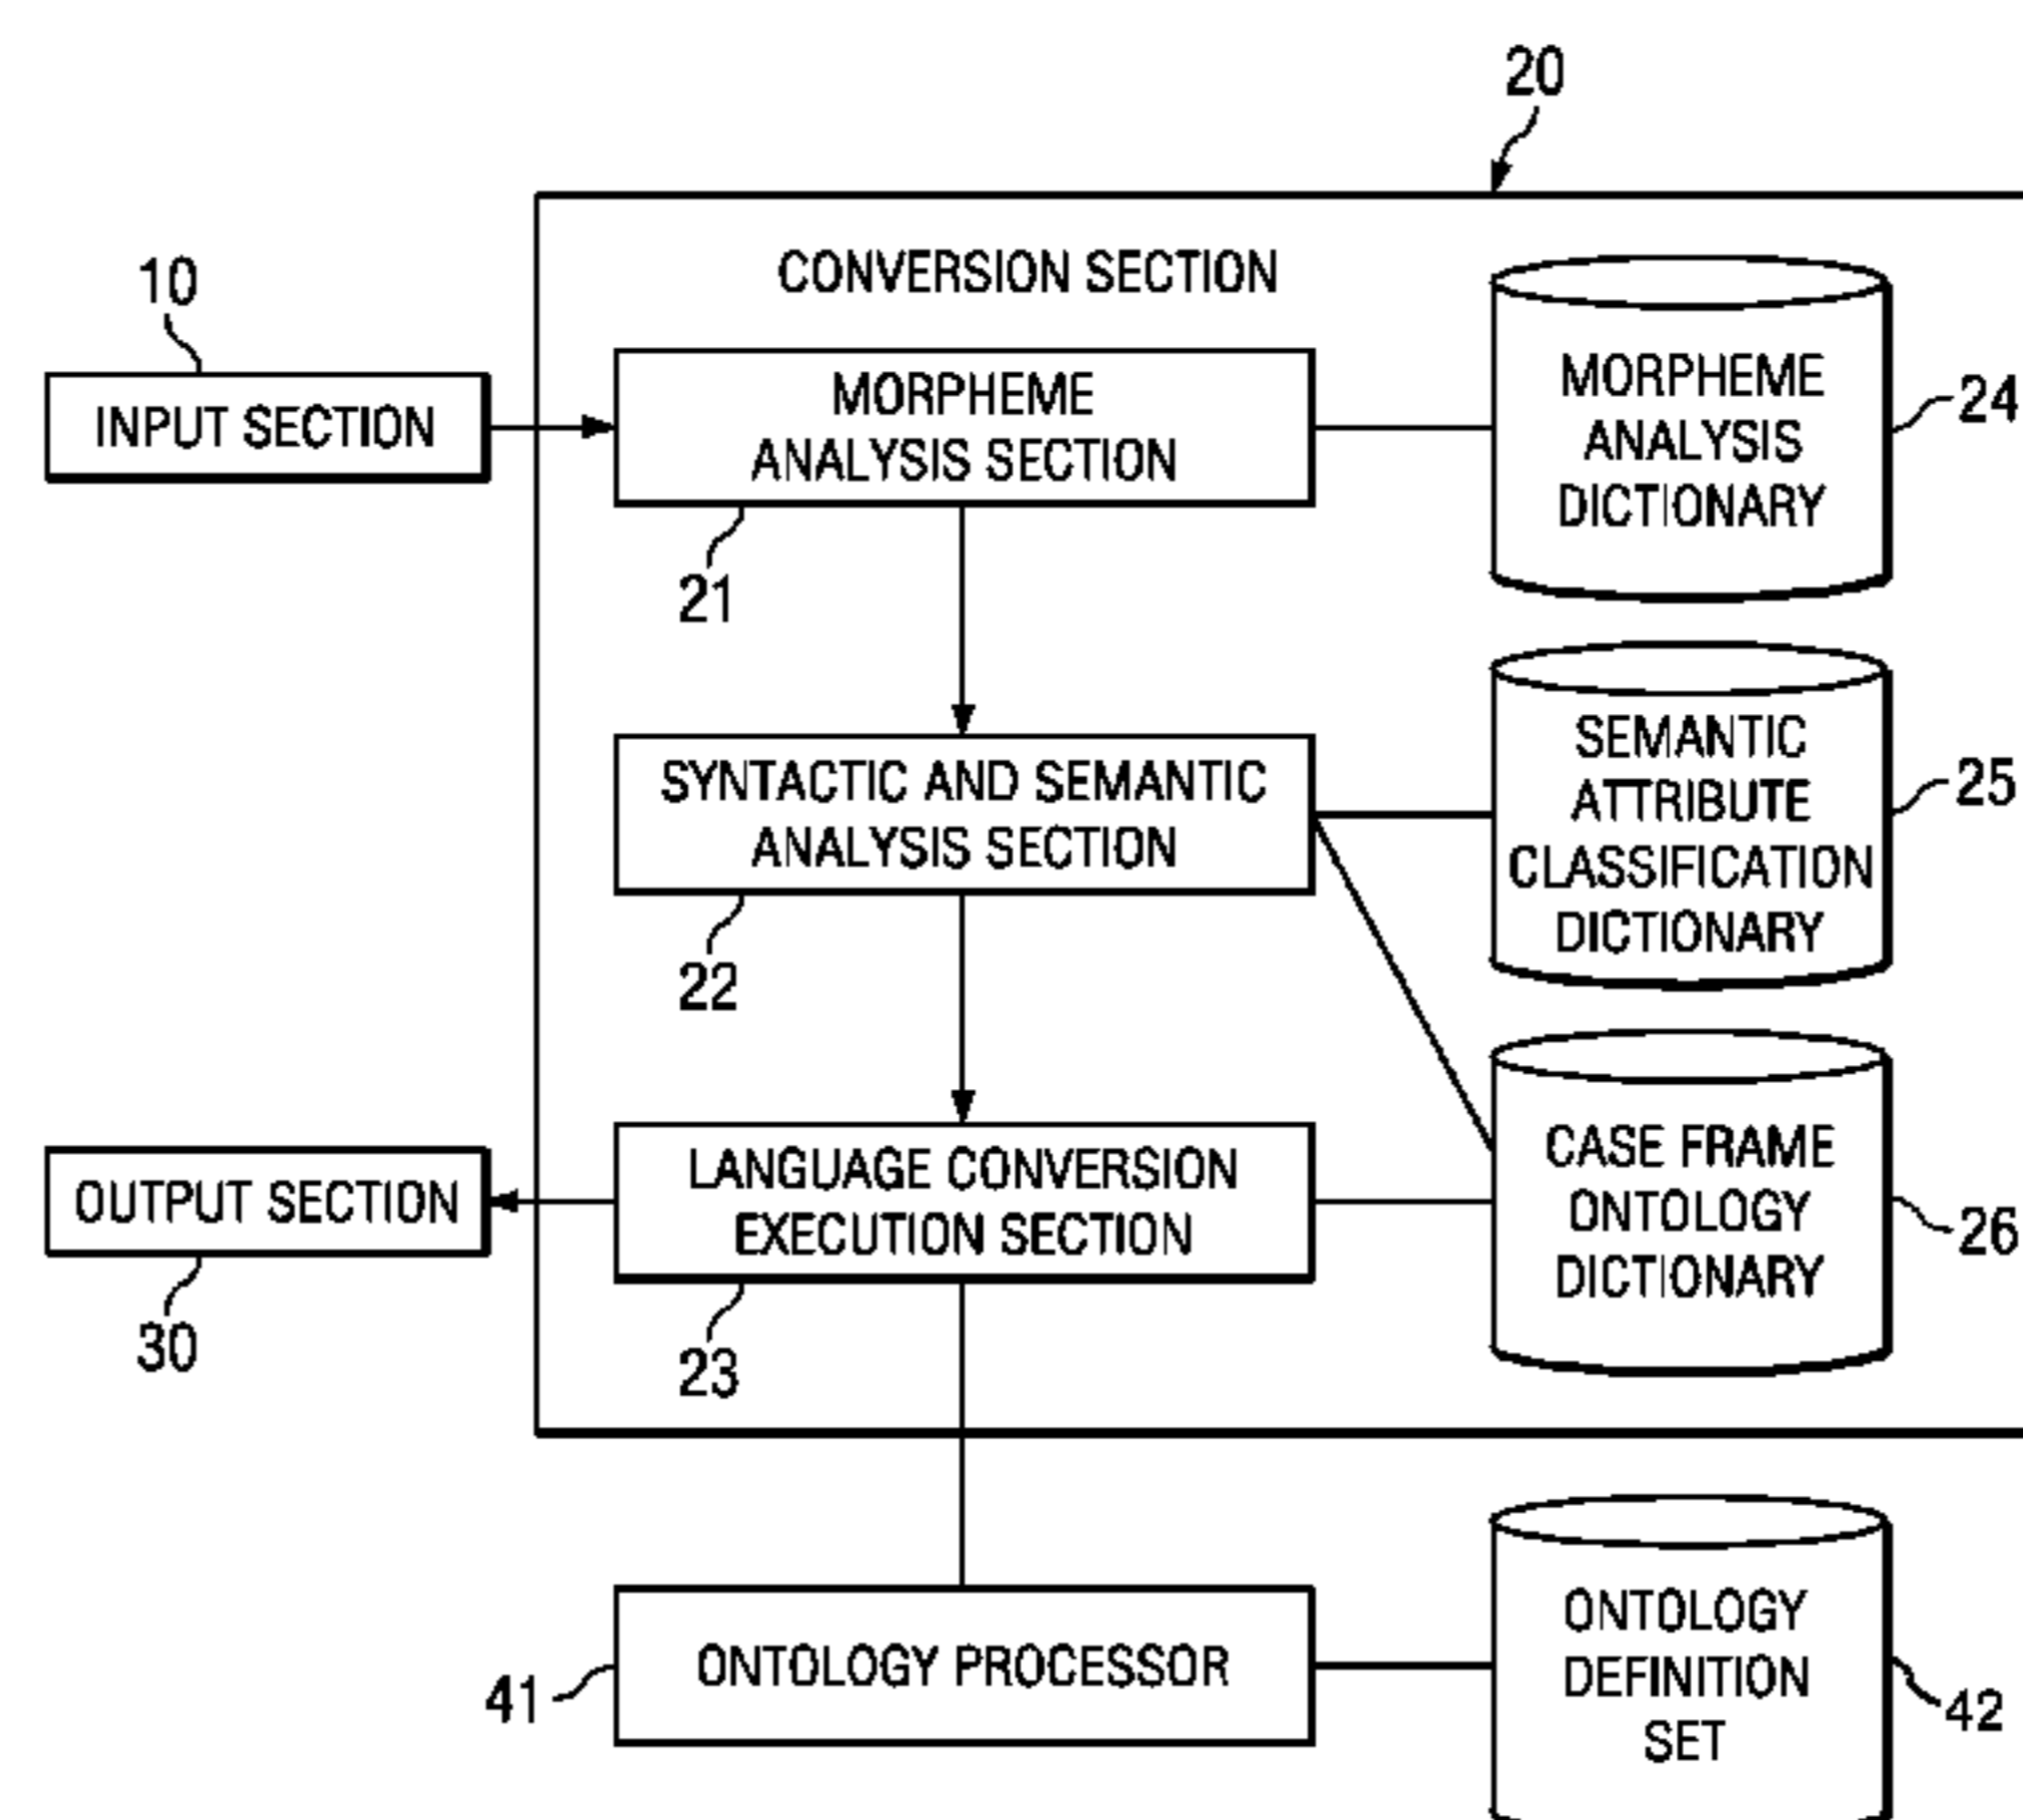 20
CONVERSION SECTION
10
INPUT SECTION
MORPHEME
ANALYSIS SECTION
21
MORPHEME
ANALYSIS
DICTIONARY
24
SYNTACTIC AND SEMANTIC
ANALYSIS SECTION
22
SEMANTIC
ATTRIBUTE
CLASSIFICATION
DICTIONARY
25
OUTPUT SECTION
30
LANGUAGE CONVERSION
EXECUTION SECTION
23
CASE FRAME
ONTOLOGY
DICTIONARY
26
41
ONTOLOGY PROCESSOR
ONTOLOGY
DEFINITION
SET
42